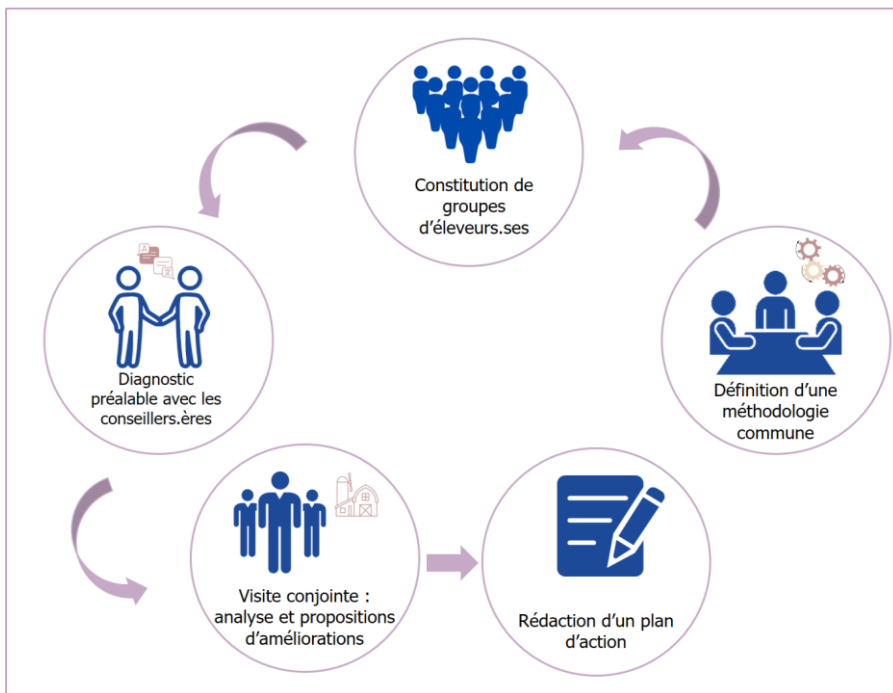 Constitution de
groupes
d'éleveurs.ses
Définition d'une
méthodologie
commune
Diagnostic
préalable avec les
conseillers.ères
Visite conjointe :
analyse et propositions
d'améliorations
Rédaction d'un plan
d'action